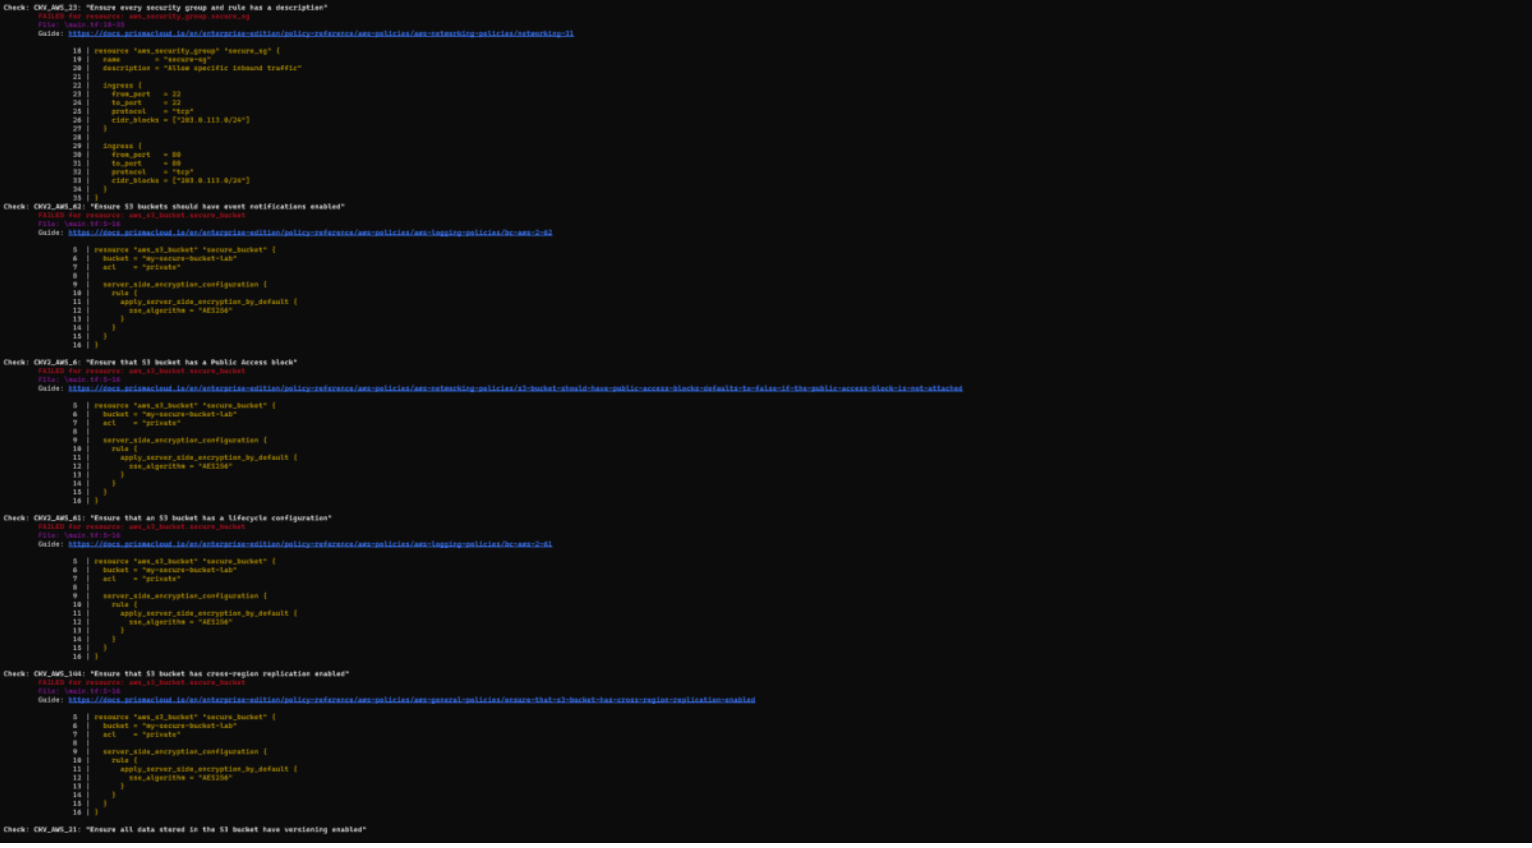 Check: CKV_AWS_23: "Ensure every security group and rule has a description"
FAILED for resource: aws_security_group.secure_sg
File: \main.tf:18-35
Guide: https://docs.prismacloud.io/en/enterprise-edition/policy-reference/aws-policies/aws-networking-policies/networking-31
18 | resource "aws_security_group" "secure_sg" {
19 |   name        = "secure-sg"
20 |   description = "Allow specific inbound traffic"
21 |
22 |   ingress {
23 |     from_port   = 22
24 |     to_port     = 22
25 |     protocol    = "tcp"
26 |     cidr_blocks = ["203.0.113.0/24"]
27 |   }
28 |
29 |   ingress {
30 |     from_port   = 80
31 |     to_port     = 80
32 |     protocol    = "tcp"
33 |     cidr_blocks = ["203.0.113.0/24"]
34 |   }
35 | }
Check: CKV2_AWS_62: "Ensure S3 buckets should have event notifications enabled"
FAILED for resource: aws_s3_bucket.secure_bucket
File: \main.tf:5-16
Guide: https://docs.prismacloud.io/en/enterprise-edition/policy-reference/aws-policies/aws-logging-policies/bc-aws-2-62
5  | resource "aws_s3_bucket" "secure_bucket" {
6  |   bucket = "my-secure-bucket-lab"
7  |   acl    = "private"
8  |
9  |   server_side_encryption_configuration {
10 |     rule {
11 |       apply_server_side_encryption_by_default {
12 |         sse_algorithm = "AES256"
13 |       }
14 |     }
15 |   }
16 | }
Check: CKV2_AWS_6: "Ensure that S3 bucket has a Public Access block"
FAILED for resource: aws_s3_bucket.secure_bucket
File: \main.tf:5-16
Guide: https://docs.prismacloud.io/en/enterprise-edition/policy-reference/aws-policies/aws-networking-policies/s3-bucket-should-have-public-access-blocks-defaults-to-false-if-the-public-access-block-is-not-attached
5  | resource "aws_s3_bucket" "secure_bucket" {
6  |   bucket = "my-secure-bucket-lab"
7  |   acl    = "private"
8  |
9  |   server_side_encryption_configuration {
10 |     rule {
11 |       apply_server_side_encryption_by_default {
12 |         sse_algorithm = "AES256"
13 |       }
14 |     }
15 |   }
16 | }
Check: CKV2_AWS_61: "Ensure that an S3 bucket has a lifecycle configuration"
FAILED for resource: aws_s3_bucket.secure_bucket
File: \main.tf:5-16
Guide: https://docs.prismacloud.io/en/enterprise-edition/policy-reference/aws-policies/aws-logging-policies/bc-aws-2-61
5  | resource "aws_s3_bucket" "secure_bucket" {
6  |   bucket = "my-secure-bucket-lab"
7  |   acl    = "private"
8  |
9  |   server_side_encryption_configuration {
10 |     rule {
11 |       apply_server_side_encryption_by_default {
12 |         sse_algorithm = "AES256"
13 |       }
14 |     }
15 |   }
16 | }
Check: CKV_AWS_144: "Ensure that S3 bucket has cross-region replication enabled"
FAILED for resource: aws_s3_bucket.secure_bucket
File: \main.tf:5-16
Guide: https://docs.prismacloud.io/en/enterprise-edition/policy-reference/aws-policies/aws-general-policies/ensure-that-s3-bucket-has-cross-region-replication-enabled
5  | resource "aws_s3_bucket" "secure_bucket" {
6  |   bucket = "my-secure-bucket-lab"
7  |   acl    = "private"
8  |
9  |   server_side_encryption_configuration {
10 |     rule {
11 |       apply_server_side_encryption_by_default {
12 |         sse_algorithm = "AES256"
13 |       }
14 |     }
15 |   }
16 | }
Check: CKV_AWS_21: "Ensure all data stored in the S3 bucket have versioning enabled"